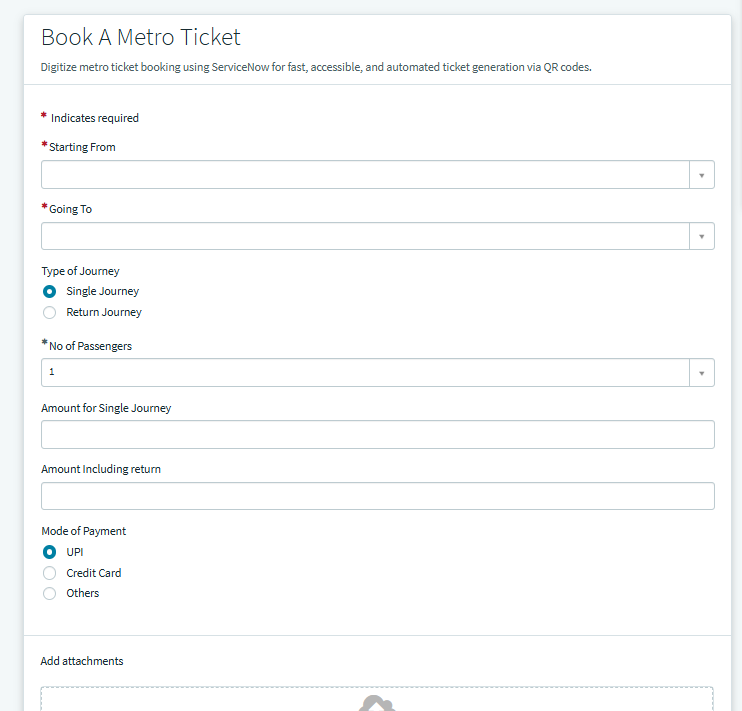 Book A Metro Ticket
Digitize metro ticket booking using ServiceNow for fast, accessible, and automated ticket generation via QR codes.
* Indicates required
*Starting From
*Going To
Type of Journey
Single Journey
Return Journey
*No of Passengers
1
Amount for Single Journey
Amount Including return
Mode of Payment
UPI
Credit Card
Others
Add attachments